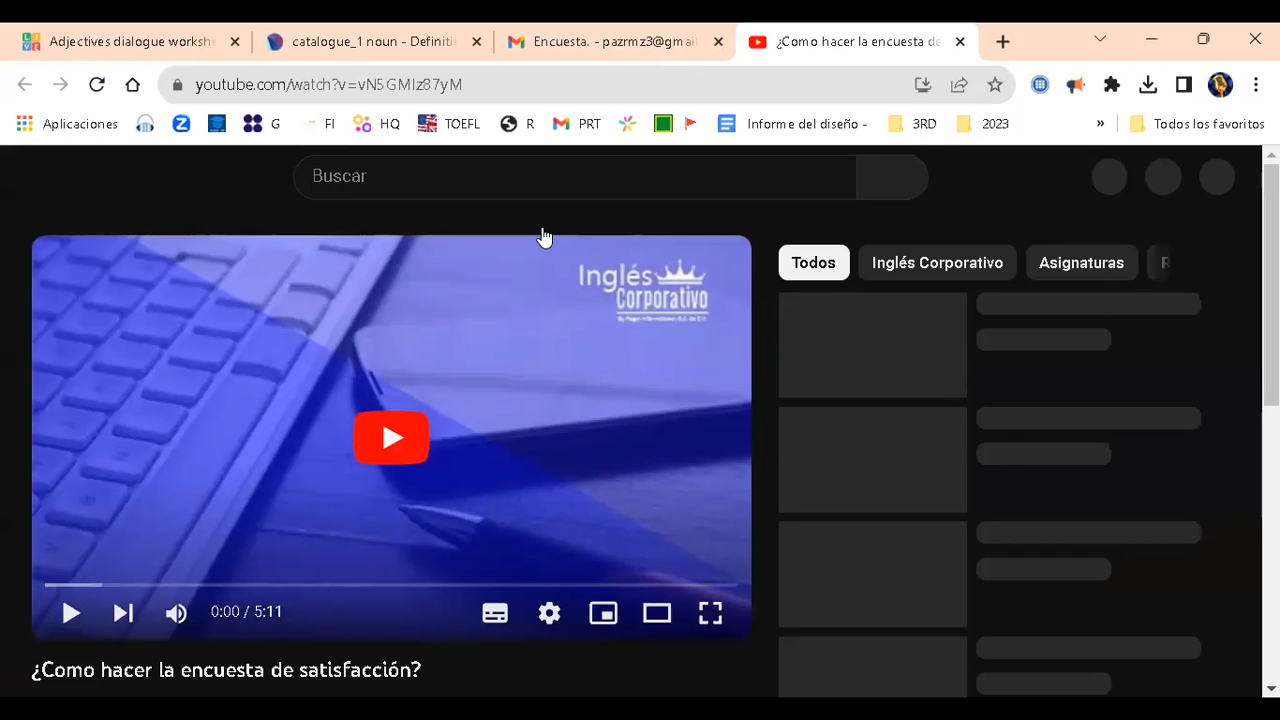 Adjectives dialogue worksh
catalogue_1 noun - Definiti
Encuesta. - pazrmz3@gmai
¿Como hacer la encuesta de
youtube.com/watch?v=vN5GMIz87yM
Aplicaciones
G
FI
HQ
TOEFL
R
PRT
Informe del diseño -
3RD
2023
»
Todos los favoritos
Buscar
Inglés
Corporativo
Todos
Inglés Corporativo
Asignaturas
0:00 / 5:11
¿Como hacer la encuesta de satisfacción?